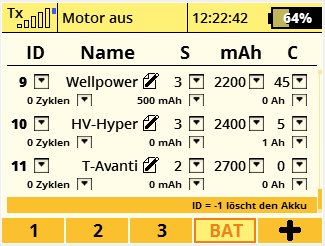 Tx Motor aus 12:22:42 64%
ID Name S mAh C
9 Wellpower 3 2200 45
0 Zyklen 500 mAh 0 Ah
10 HV-Hyper 3 2400 5
0 Zyklen 0 mAh 1 Ah
11 T-Avanti 2 2700 0
0 Zyklen 0 mAh 0 Ah
ID = -1 löscht den Akku
1 2 3 BAT +